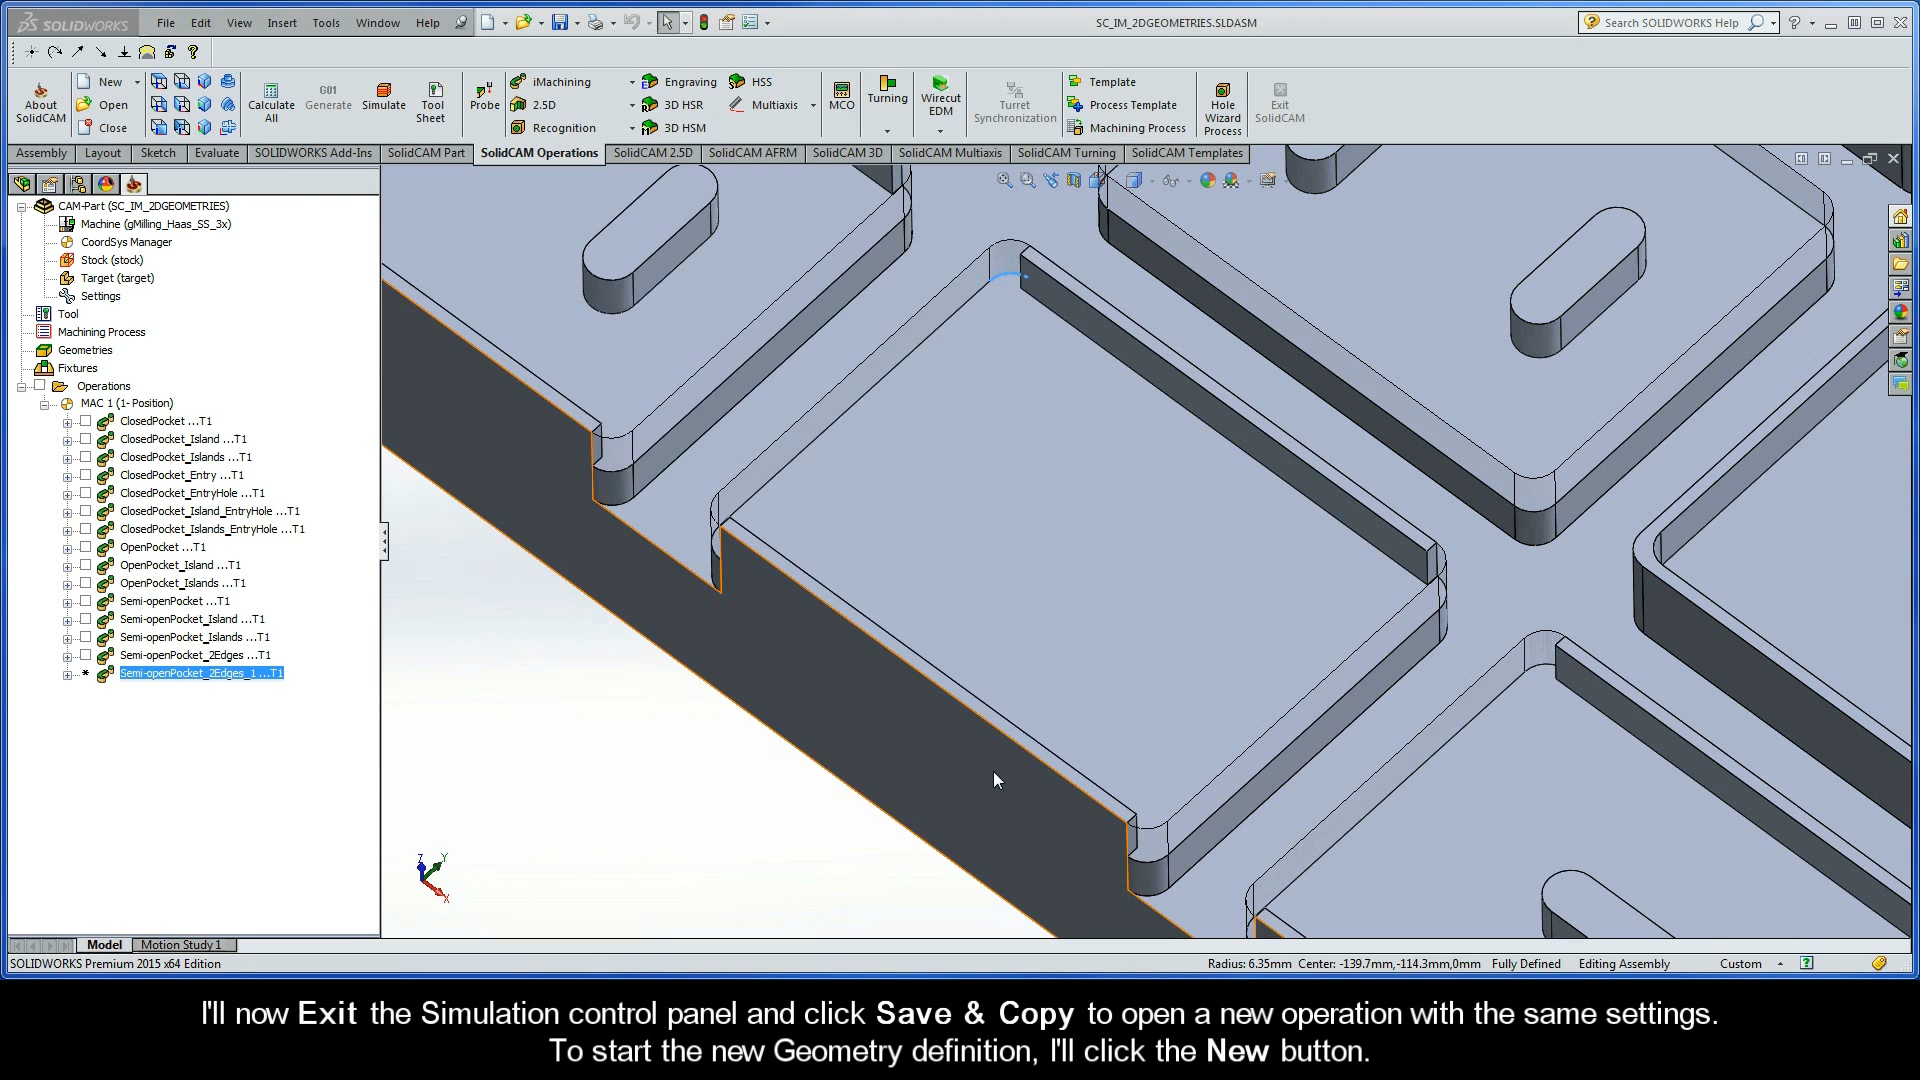 SOLIDWORKS File Edit View Insert Tools Window Help SC_IM_2DGEOMETRIES.SLDASM Search SOLIDWORKS Help
About SolidCAM
New
Open
Close
Calculate All
G01 Generate
Simulate
Tool Sheet
Probe
iMachining
2.5D
Recognition
Engraving
3D HSR
3D HSM
HSS
Multiaxis
MCO
Turning
Wirecut EDM
Turret Synchronization
Template
Process Template
Machining Process
Hole Wizard Process
Exit SolidCAM
Assembly Layout Sketch Evaluate SOLIDWORKS Add-Ins SolidCAM Part SolidCAM Operations SolidCAM 2.5D SolidCAM AFRM SolidCAM 3D SolidCAM Multiaxis SolidCAM Turning SolidCAM Templates
CAM-Part (SC_IM_2DGEOMETRIES)
Machine (gMilling_Haas_SS_3x)
CoordSys Manager
Stock (stock)
Target (target)
Settings
Tool
Machining Process
Geometries
Fixtures
Operations
MAC 1 (1- Position)
ClosedPocket ...T1
ClosedPocket_Island ...T1
ClosedPocket_Islands ...T1
ClosedPocket_Entry ...T1
ClosedPocket_EntryHole ...T1
ClosedPocket_Island_EntryHole ...T1
ClosedPocket_Islands_EntryHole ...T1
OpenPocket ...T1
OpenPocket_Island ...T1
OpenPocket_Islands ...T1
Semi-openPocket ...T1
Semi-openPocket_Island ...T1
Semi-openPocket_Islands ...T1
Semi-openPocket_2Edges ...T1
Semi-openPocket_2Edges_1 ...T1
Z Y
X
Model Motion Study 1
SOLIDWORKS Premium 2015 x64 Edition Radius: 6.35mm Center: -139.7mm,-114.3mm,0mm Fully Defined Editing Assembly Custom
I'll now Exit the Simulation control panel and click Save & Copy to open a new operation with the same settings.
To start the new Geometry definition, I'll click the New button.